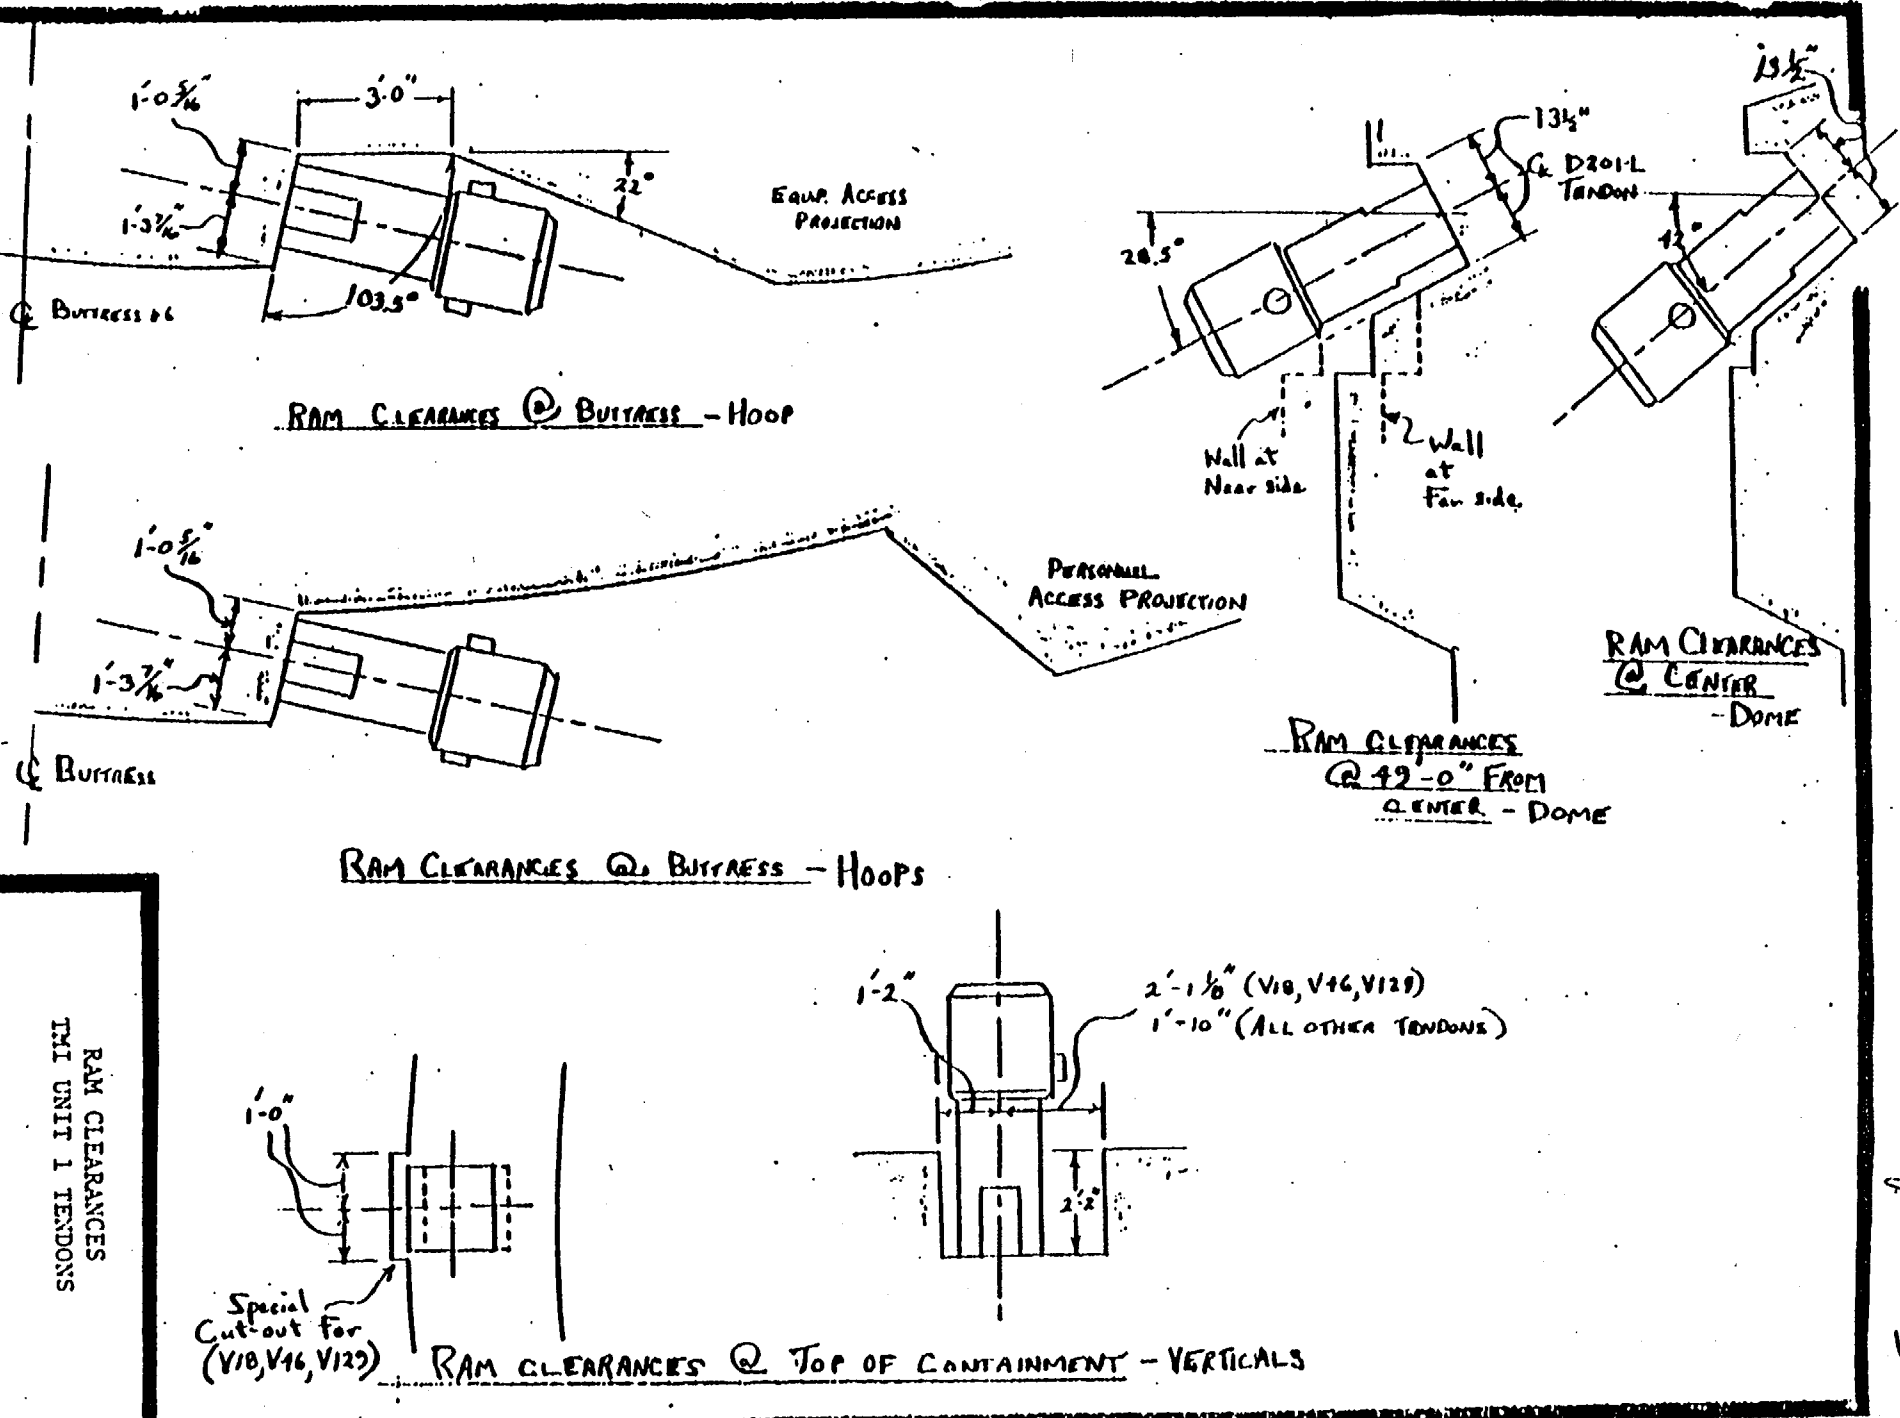 1'-0 5/16"
3'-0"
22°
EQUIP. ACCESS
PROJECTION
1'-3 7/16"
103.5°
℄ BUTTRESS #6
RAM CLEARANCES @ BUTTRESS - HOOP
13½"
℄ D201-L
TENDON
28.5°
Wall at
Near side
Wall
at
Far side
13½"
42°
RAM CLEARANCES
@ CENTER
- DOME
RAM CLEARANCES
@ 49'-0" FROM
CENTER - DOME
1'-0 5/16"
PERSONNEL
ACCESS PROJECTION
1'-3 7/16"
℄ BUTTRESS
RAM CLEARANCES @ BUTTRESS - HOOPS
1'-2"
2'-1 1/8" (V18, V46, V129)
1'-10" (ALL OTHER TENDONS)
2'-2"
1'-0"
Special
Cut-out For
(V18, V46, V129)
RAM CLEARANCES @ TOP OF CONTAINMENT - VERTICALS
RAM CLEARANCES
TMI UNIT 1 TENDONS